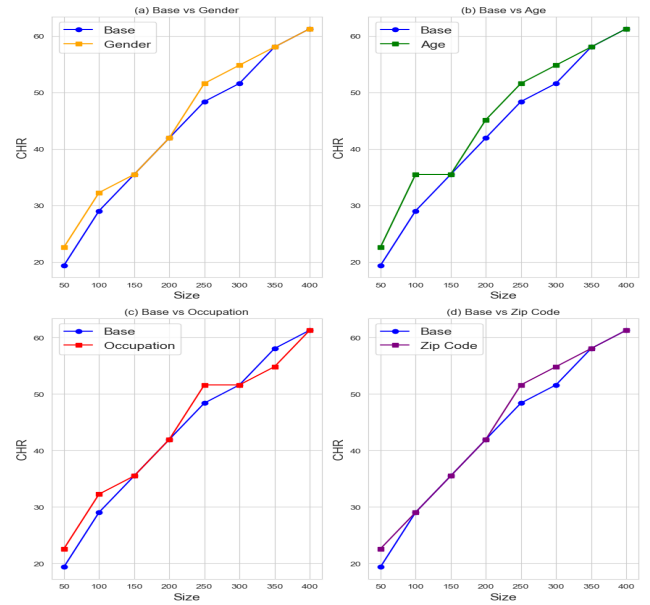 (a) Base vs Gender
Base
Gender
60
50
40
30
20
CHR
50 100 150 200 250 300 350 400
Size
(b) Base vs Age
Base
Age
60
50
40
30
20
CHR
50 100 150 200 250 300 350 400
Size
(c) Base vs Occupation
Base
Occupation
60
50
40
30
20
CHR
50 100 150 200 250 300 350 400
Size
(d) Base vs Zip Code
Base
Zip Code
60
50
40
30
20
CHR
50 100 150 200 250 300 350 400
Size